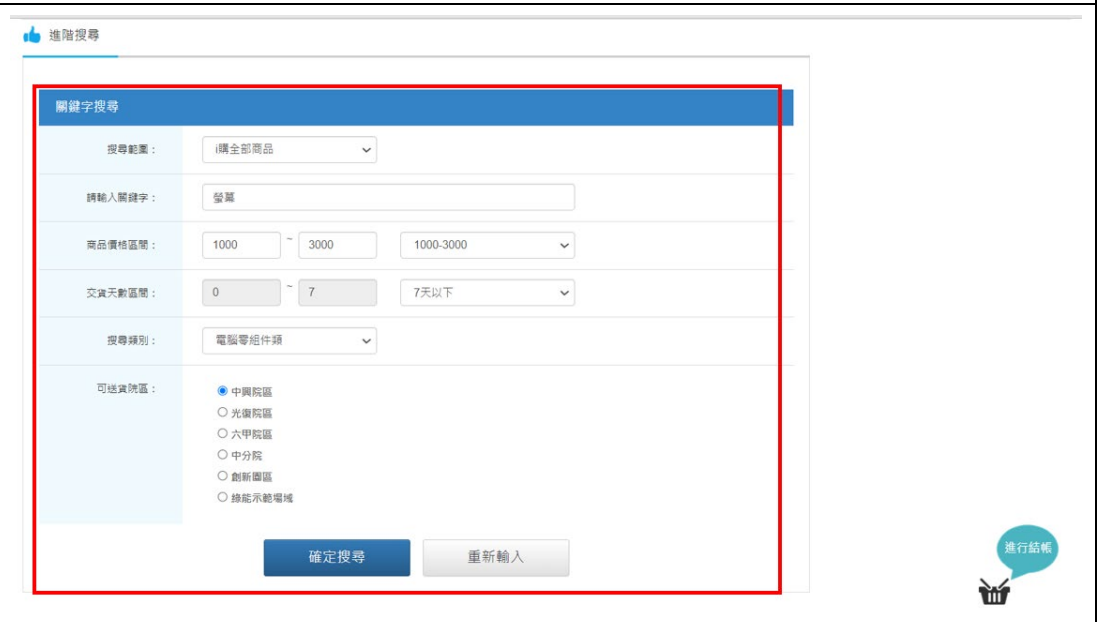 進階搜尋
關鍵字搜尋
搜尋範圍：
i購全部商品
請輸入關鍵字：
螢幕
商品價格區間：
1000 ~ 3000 1000-3000
交貨天數區間：
0 ~ 7 7天以下
搜尋類別：
電腦零組件類
可送貨院區：
中興院區
光復院區
六甲院區
中分院
創新園區
綠能示範場域
確定搜尋 重新輸入
進行結帳